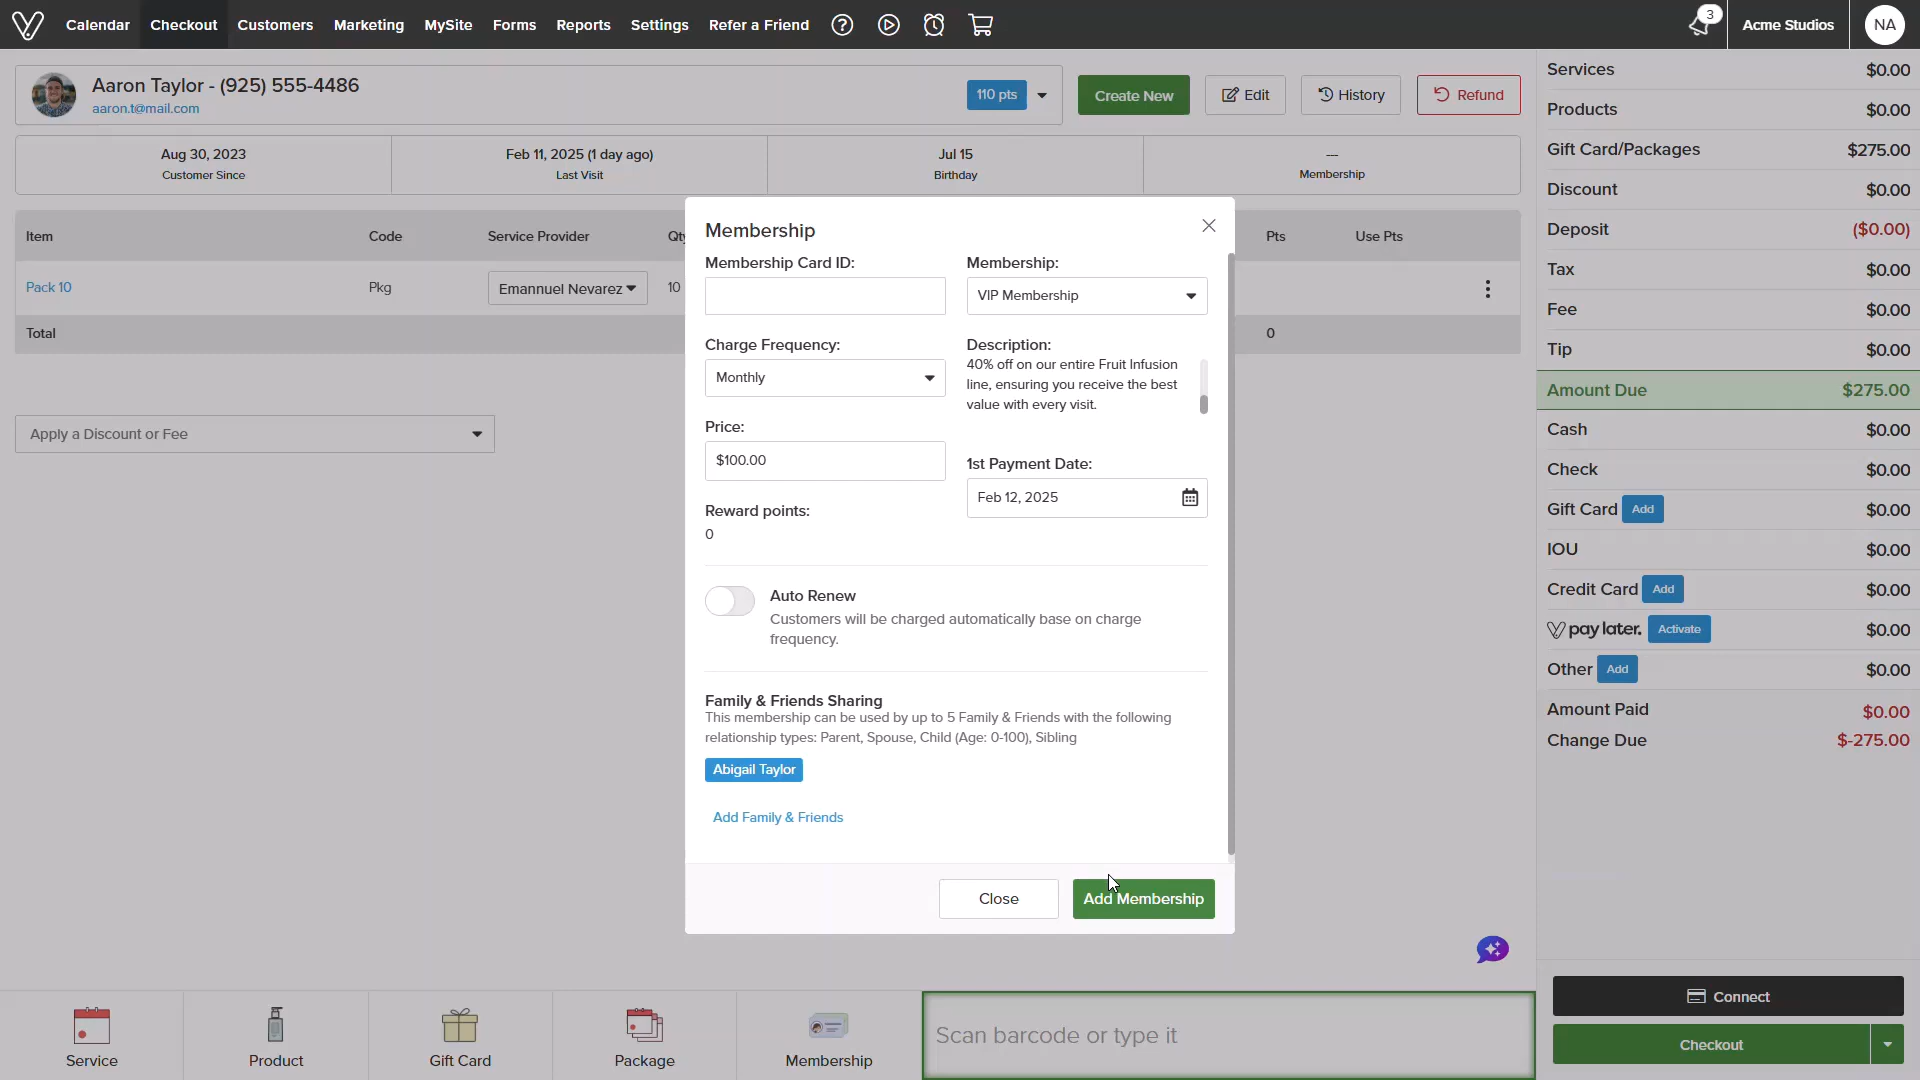 Calendar Checkout Customers Marketing MySite Forms Reports Settings Refer a Friend 3 Acme Studios NA
Aaron Taylor - (925) 555-4486
aaron.t@mail.com
110 pts
Create New
Edit
History
Refund
Aug 30, 2023
Customer Since
Feb 11, 2025 (1 day ago)
Last Visit
Jul 15
Birthday
---
Membership
Item Code Service Provider Qty Pts Use Pts
Pack 10 Pkg Emannuel Nevarez 10
Total 0
Apply a Discount or Fee
Membership
Membership Card ID:
Membership:
VIP Membership
Charge Frequency:
Monthly
Description:
40% off on our entire Fruit Infusion
line, ensuring you receive the best
value with every visit.
Price:
$100.00
1st Payment Date:
Feb 12, 2025
Reward points:
0
Auto Renew
Customers will be charged automatically base on charge
frequency.
Family & Friends Sharing
This membership can be used by up to 5 Family & Friends with the following
relationship types: Parent, Spouse, Child (Age: 0-100), Sibling
Abigail Taylor
Add Family & Friends
Close
Add Membership
Services $0.00
Products $0.00
Gift Card/Packages $275.00
Discount $0.00
Deposit ($0.00)
Tax $0.00
Fee $0.00
Tip $0.00
Amount Due $275.00
Cash $0.00
Check $0.00
Gift Card Add $0.00
IOU $0.00
Credit Card Add $0.00
pay later. Activate $0.00
Other Add $0.00
Amount Paid $0.00
Change Due $-275.00
Connect
Checkout
Service
Product
Gift Card
Package
Membership
Scan barcode or type it